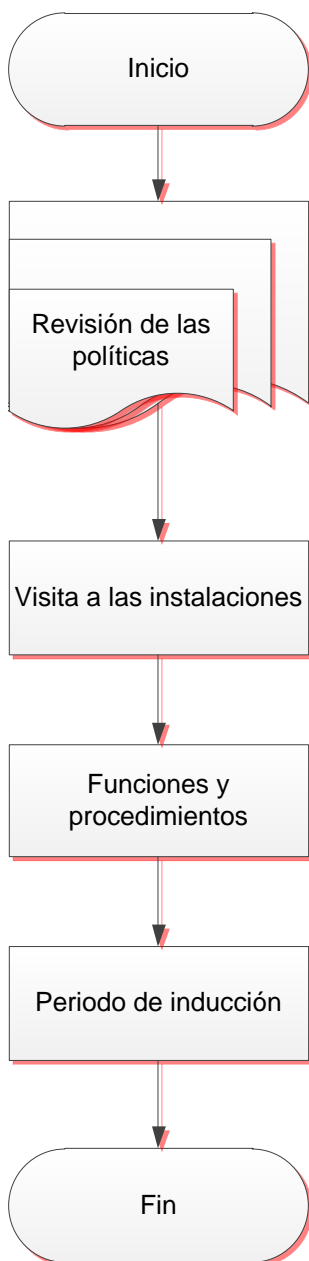 Inicio
Revisión de las
políticas
Visita a las instalaciones
Funciones y
procedimientos
Periodo de inducción
Fin